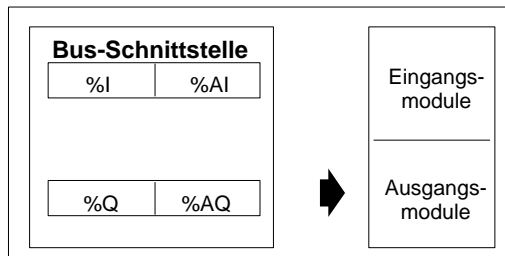 Bus-Schnittstelle
%I %AI
%Q %AQ
Eingangs-
module
Ausgangs-
module